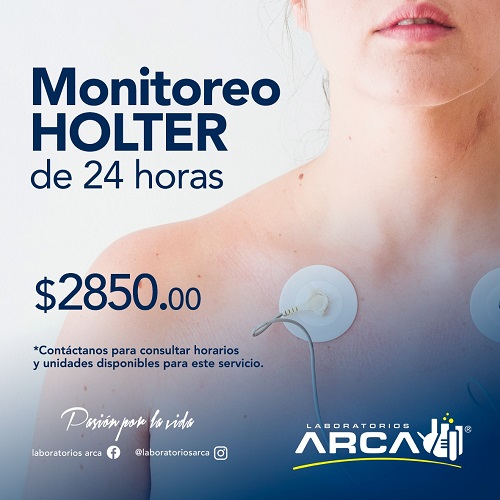 Monitoreo
HOLTER
de 24 horas
$2850.00
*Contáctanos para consultar horarios
y unidades disponibles para este servicio.
Pasión por la vida
laboratorios arca
@laboratoriosarca
LABORATORIOS
ARCA®